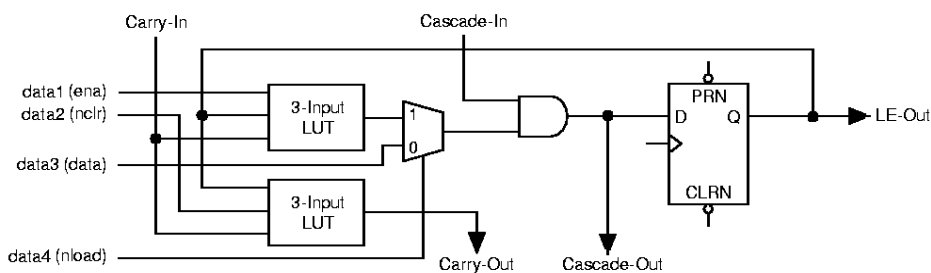 Carry-In
Cascade-In
data1 (ena)
data2 (nclr)
3-Input
LUT
1
0
PRN
D
Q
CLRN
LE-Out
data3 (data)
3-Input
LUT
data4 (nload)
Carry-Out
Cascade-Out